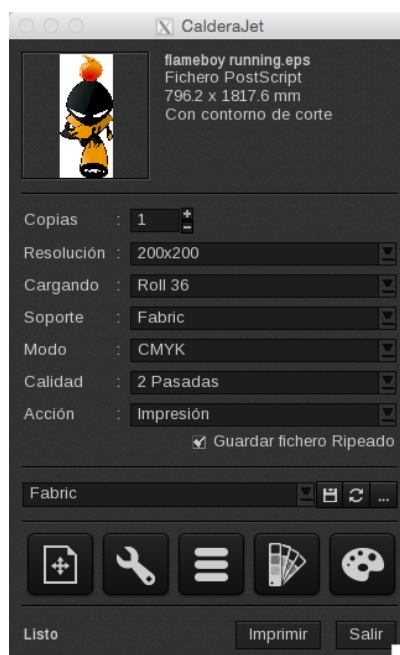 CalderaJet
flameboy running.eps
Fichero PostScript
796.2 x 1817.6 mm
Con contorno de corte
Copias : 1
Resolución : 200x200
Cargando : Roll 36
Soporte : Fabric
Modo : CMYK
Calidad : 2 Pasadas
Acción : Impresión
Guardar fichero Ripeado
Fabric ...
Listo Imprimir Salir